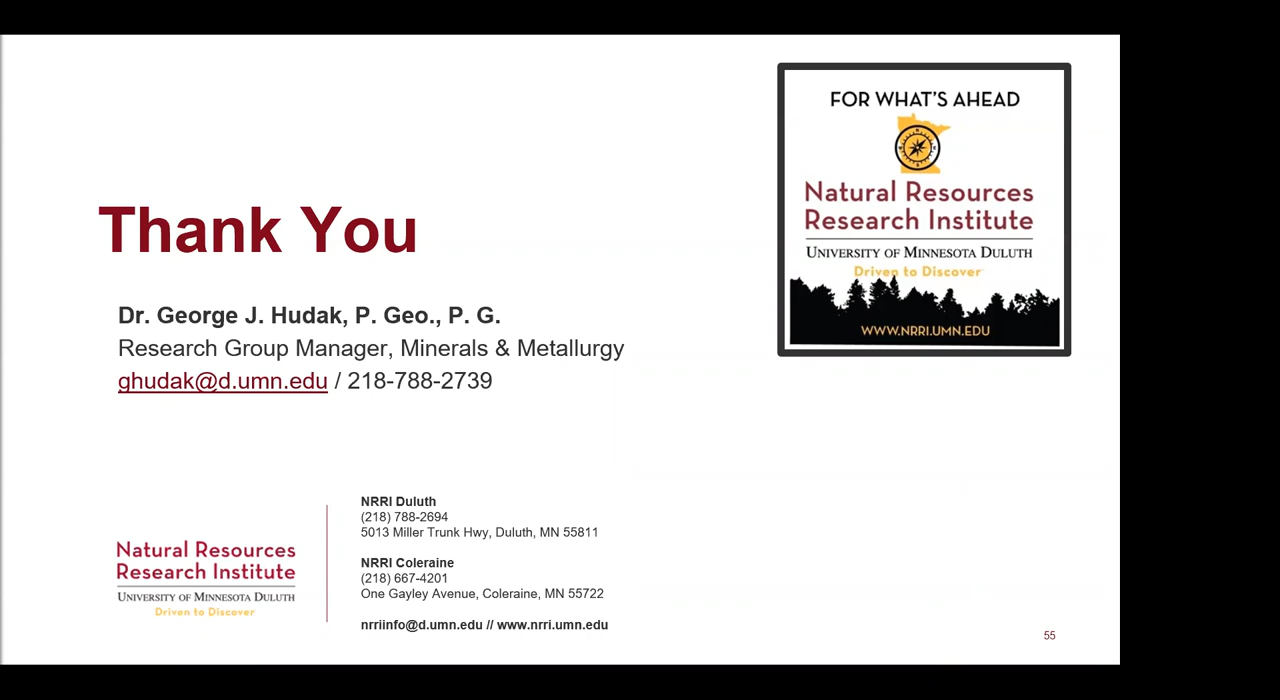 FOR WHAT'S AHEAD
Natural Resources
Research Institute
UNIVERSITY OF MINNESOTA DULUTH
Driven to Discover
WWW.NRRI.UMN.EDU
Thank You
Dr. George J. Hudak, P. Geo., P. G.
Research Group Manager, Minerals & Metallurgy
ghudak@d.umn.edu / 218-788-2739
Natural Resources
Research Institute
UNIVERSITY OF MINNESOTA DULUTH
Driven to Discover
NRRI Duluth
(218) 788-2694
5013 Miller Trunk Hwy, Duluth, MN 55811
NRRI Coleraine
(218) 667-4201
One Gayley Avenue, Coleraine, MN 55722
nrriinfo@d.umn.edu // www.nrri.umn.edu
55